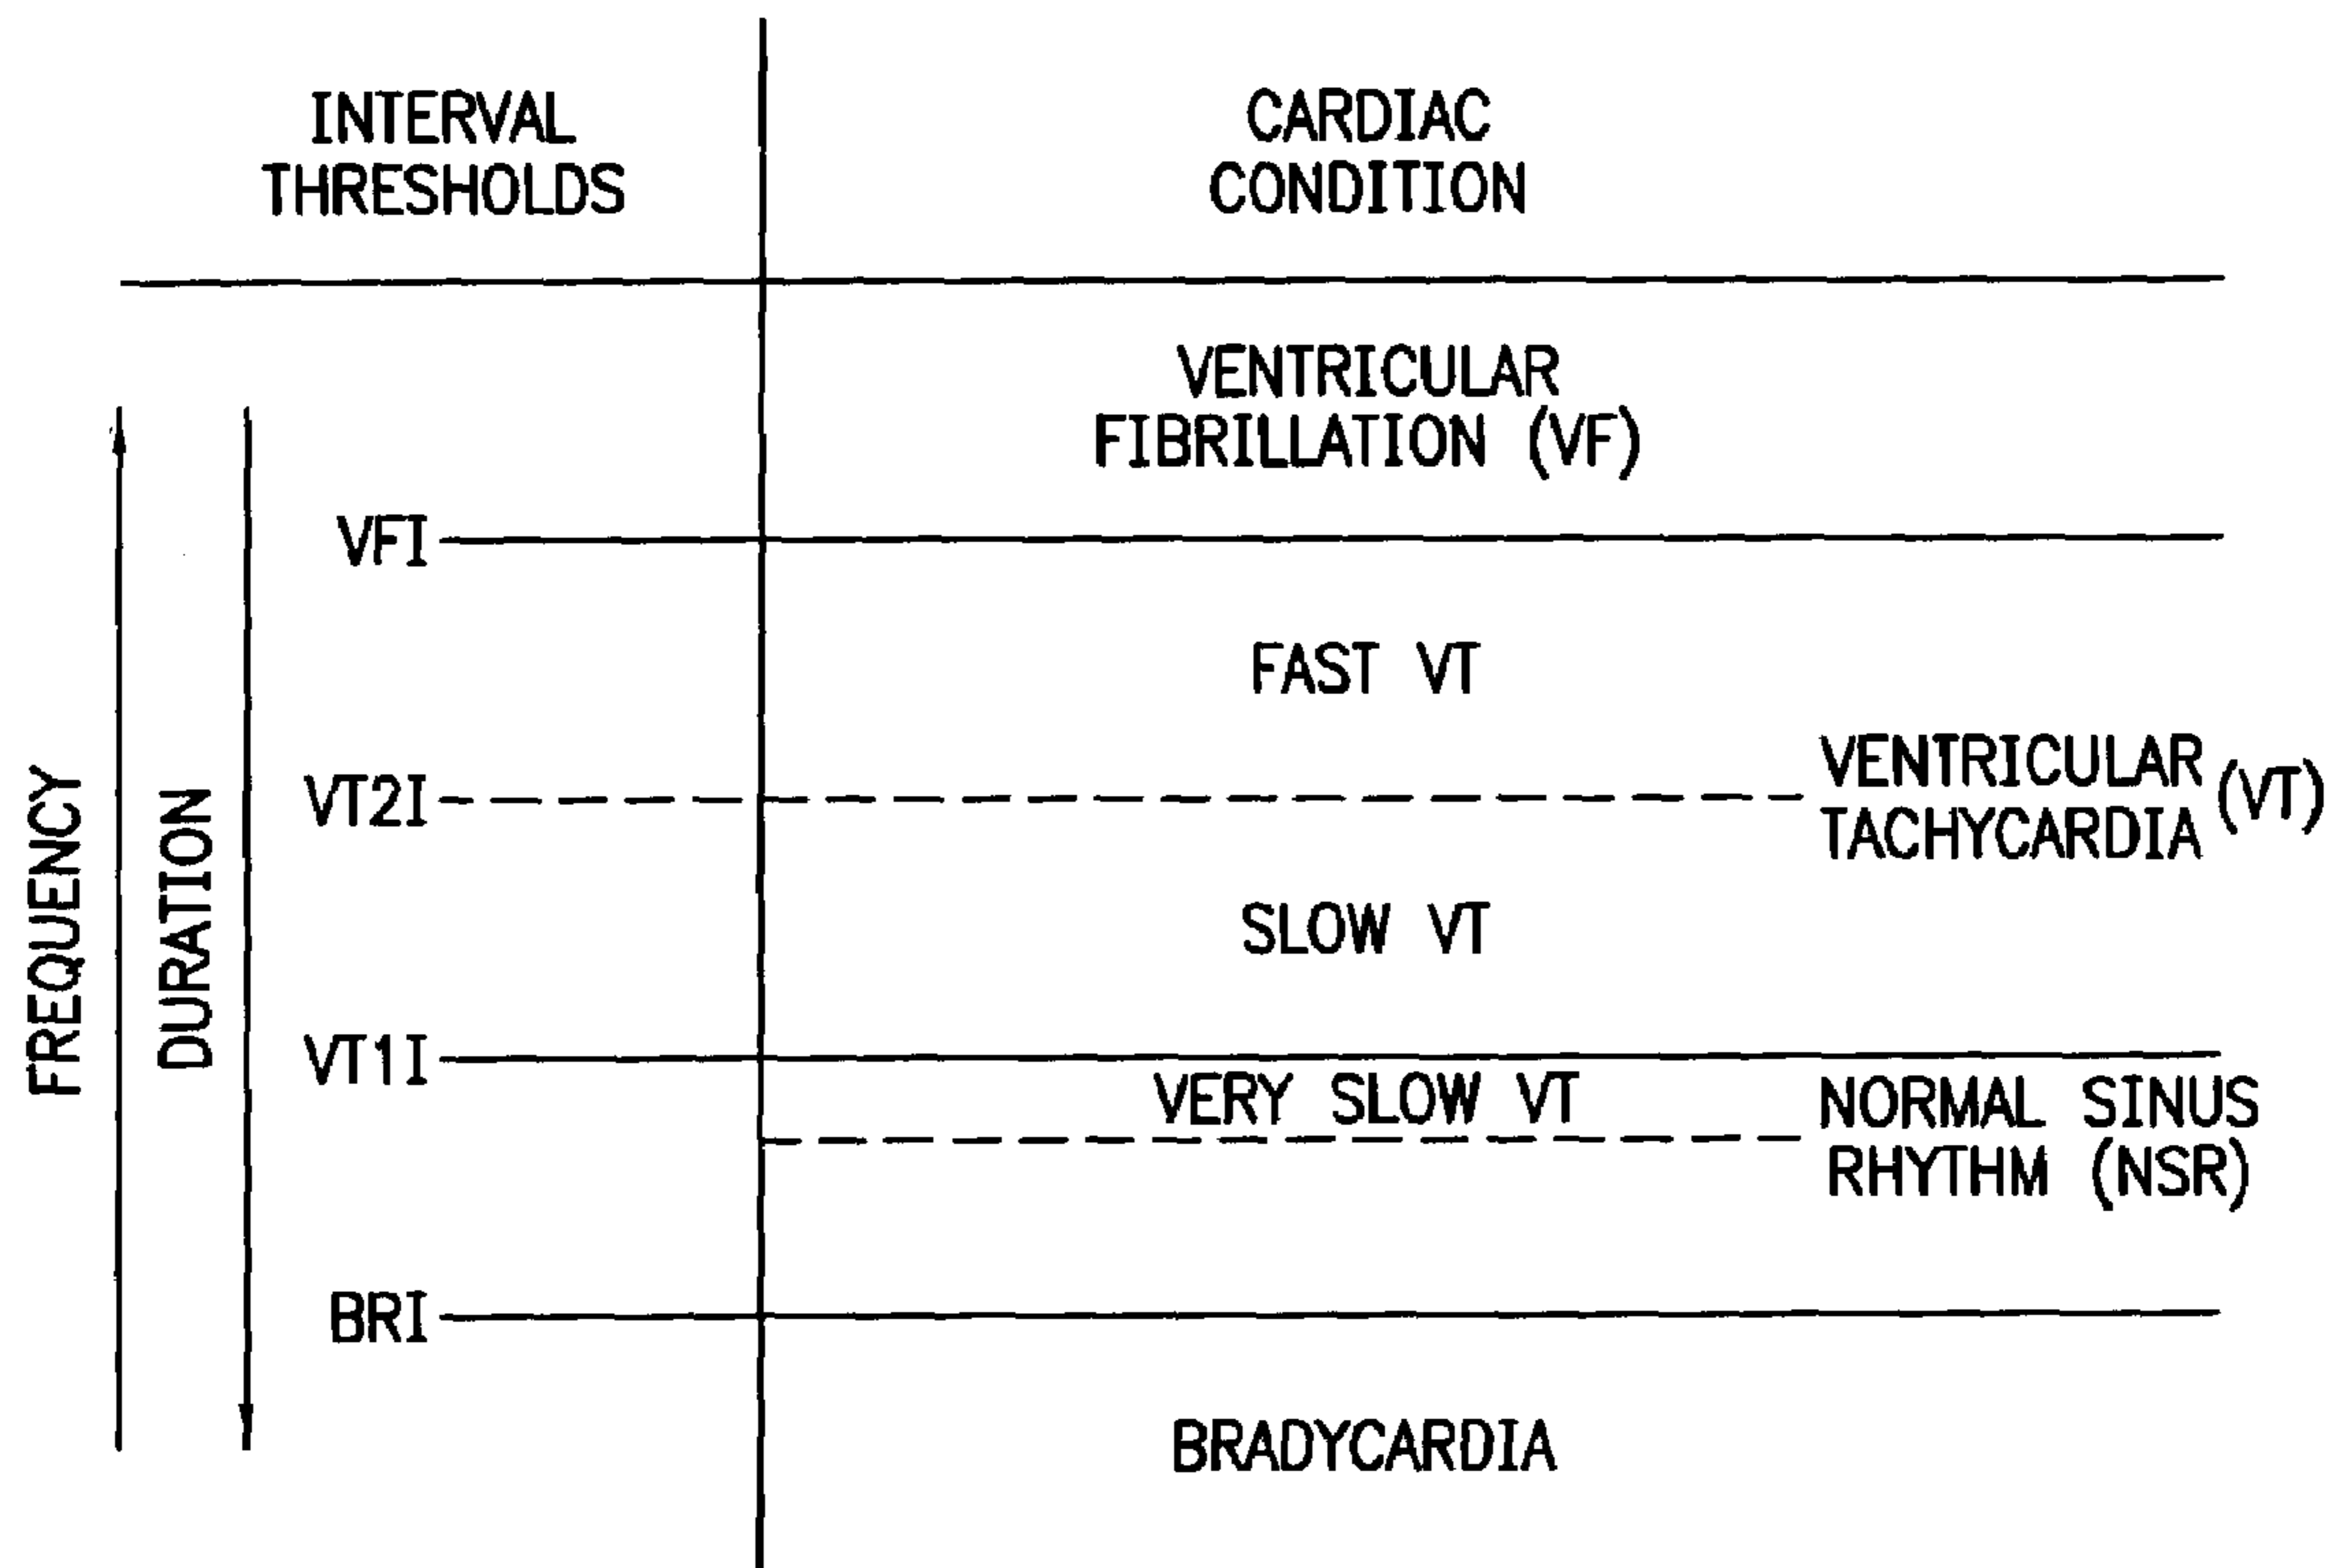 INTERVAL
THRESHOLDS
CARDIAC
CONDITION
VENTRICULAR
FIBRILLATION (VF)
VFI
FAST VT
VT2I
VENTRICULAR
TACHYCARDIA (VT)
SLOW VT
VT1I
VERY SLOW VT
NORMAL SINUS
RHYTHM (NSR)
BRI
BRADYCARDIA
FREQUENCY
DURATION